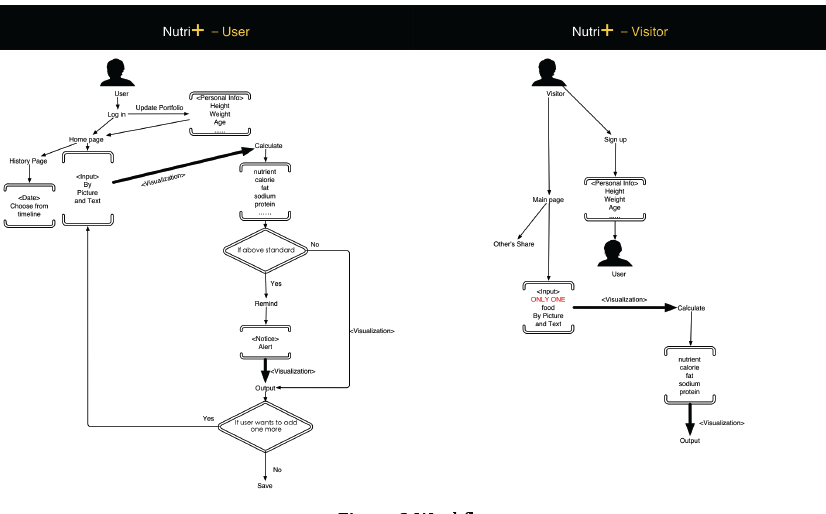 Nutri+ – User
Nutri+ – Visitor
User
Log in
Update Portfolio
<Personal Info>
Height
Weight
Age
......
Home page
History Page
<Date>
Choose from
timeline
<Input>
By
Picture
and Text
<Visualization>
Calculate
nutrient
calorie
fat
sodium
protein
......
If above standard
No
Yes
Remind
<Visualization>
<Notice>
Alert
<Visualization>
Output
Yes
If user wants to add
one more
No
Save
Visitor
Sign up
<Personal Info>
Height
Weight
Age
......
User
Main page
Other's Share
<Input>
ONLY ONE
food
By Picture
and Text
<Visualization>
Calculate
nutrient
calorie
fat
sodium
protein
<Visualization>
Output